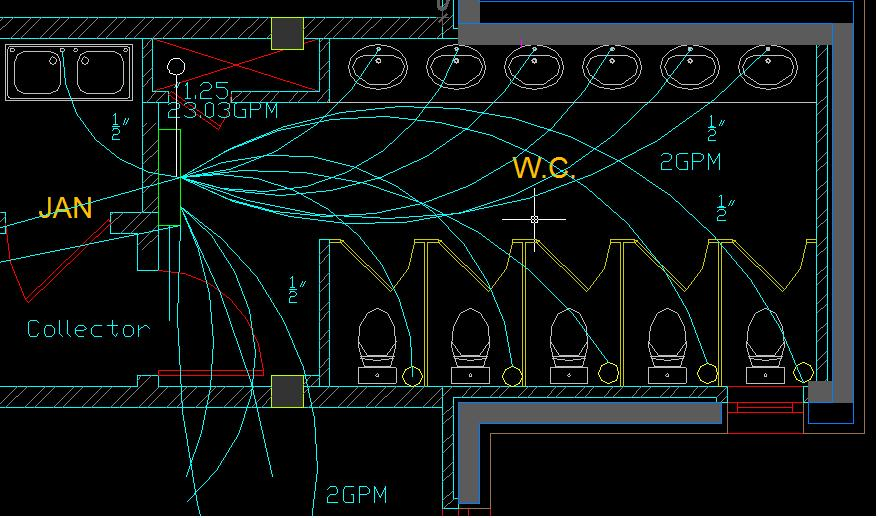 "1.25
23.03GPM
1/2"
1/2"
W.C.
2GPM
JAN
1/2"
1/2"
Collector
2GPM